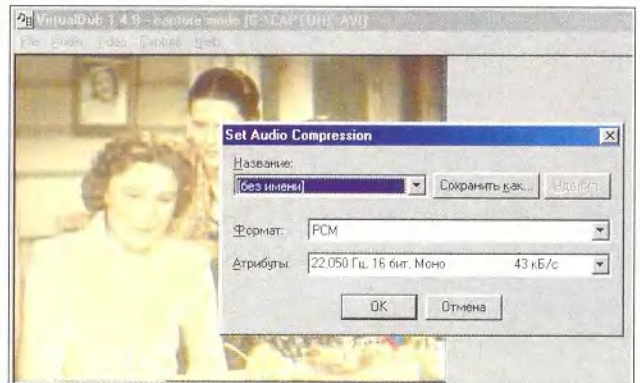 VirtualDub 1.4.9 - capture mode [G:\CAPTURE.AVI]
File Audio Video Capture Help
Set Audio Compression
Название:
[без имени]
Сохранить как...
Удалить
Формат:
PCM
Атрибуты:
22,050 Гц, 16 бит, Моно 43 кБ/с
OK
Отмена